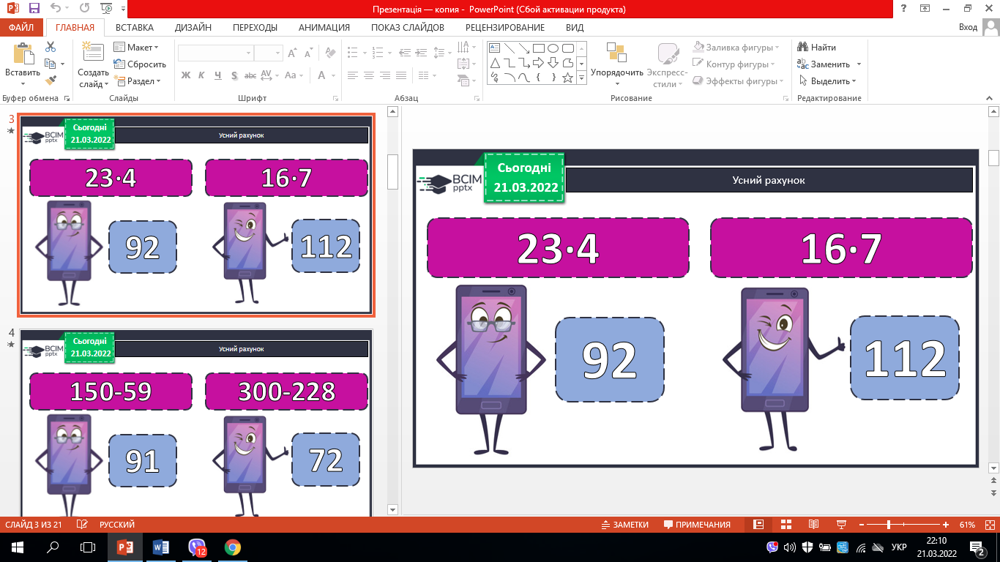 Презентація — копия - PowerPoint (Сбой активации продукта)
ФАЙЛ ГЛАВНАЯ ВСТАВКА ДИЗАЙН ПЕРЕХОДЫ АНИМАЦИЯ ПОКАЗ СЛАЙДОВ РЕЦЕНЗИРОВАНИЕ ВИД Вход
Вставить
Буфер обмена
Создать слайд
Макет
Сбросить
Раздел
Слайды
Ж К Ч S abc AV Aa A
Шрифт
Абзац
Упорядочить
Экспресс-стили
Заливка фигуры
Контур фигуры
Эффекты фигуры
Рисование
Найти
Заменить
Выделить
Редактирование
3
Сьогодні
21.03.2022
ВСІМ
pptx
Усний рахунок
23·4 16·7
92 112
4
Сьогодні
21.03.2022
ВСІМ
pptx
Усний рахунок
150-59 300-228
91 72
Сьогодні
21.03.2022
ВСІМ
pptx
Усний рахунок
23·4 16·7
92 112
СЛАЙД 3 ИЗ 21 РУССКИЙ ЗАМЕТКИ ПРИМЕЧАНИЯ 61%
12
УКР
22:10
21.03.2022
2